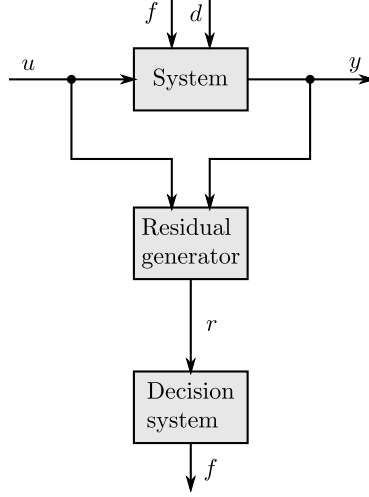 f d
u
System
y
Residual
generator
r
Decision
system
f